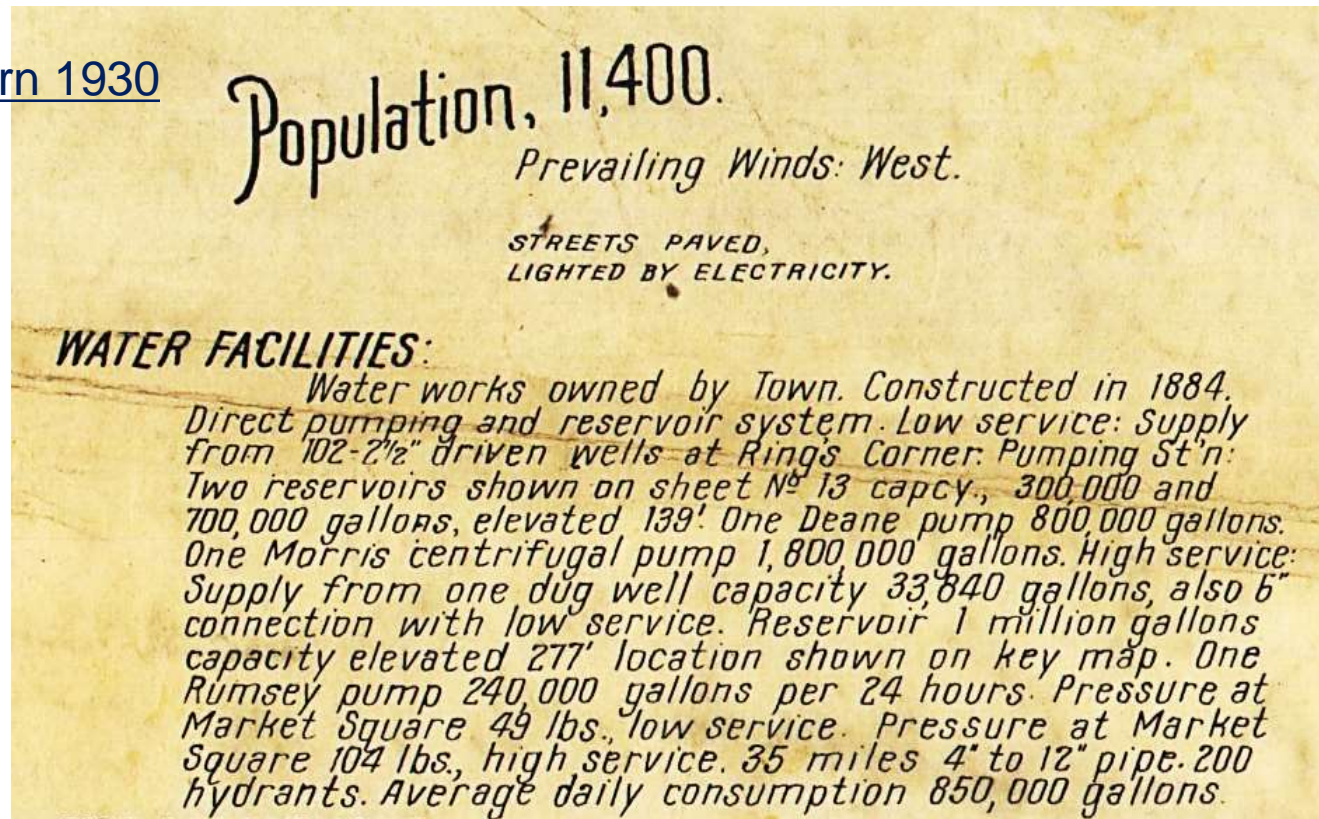 rn 1930
Population, 11,400.
Prevailing Winds: West.
STREETS PAVED,
LIGHTED BY ELECTRICITY.
WATER FACILITIES:
Water works owned by Town. Constructed in 1884.
Direct pumping and reservoir system. Low service: Supply
from 102-2½" driven wells at Ring's Corner. Pumping St'n:
Two reservoirs shown on sheet Nº 13 capcy., 300,000 and
700,000 gallons, elevated 139'. One Deane pump 800,000 gallons.
One Morris centrifugal pump 1,800,000 gallons. High service:
Supply from one dug well capacity 33,840 gallons, also 6"
connection with low service. Reservoir 1 million gallons
capacity elevated 277' location shown on key map. One
Rumsey pump 240,000 gallons per 24 hours. Pressure at
Market Square 49 lbs., low service. Pressure at Market
Square 104 lbs., high service. 35 miles 4" to 12" pipe. 200
hydrants. Average daily consumption 850,000 gallons.